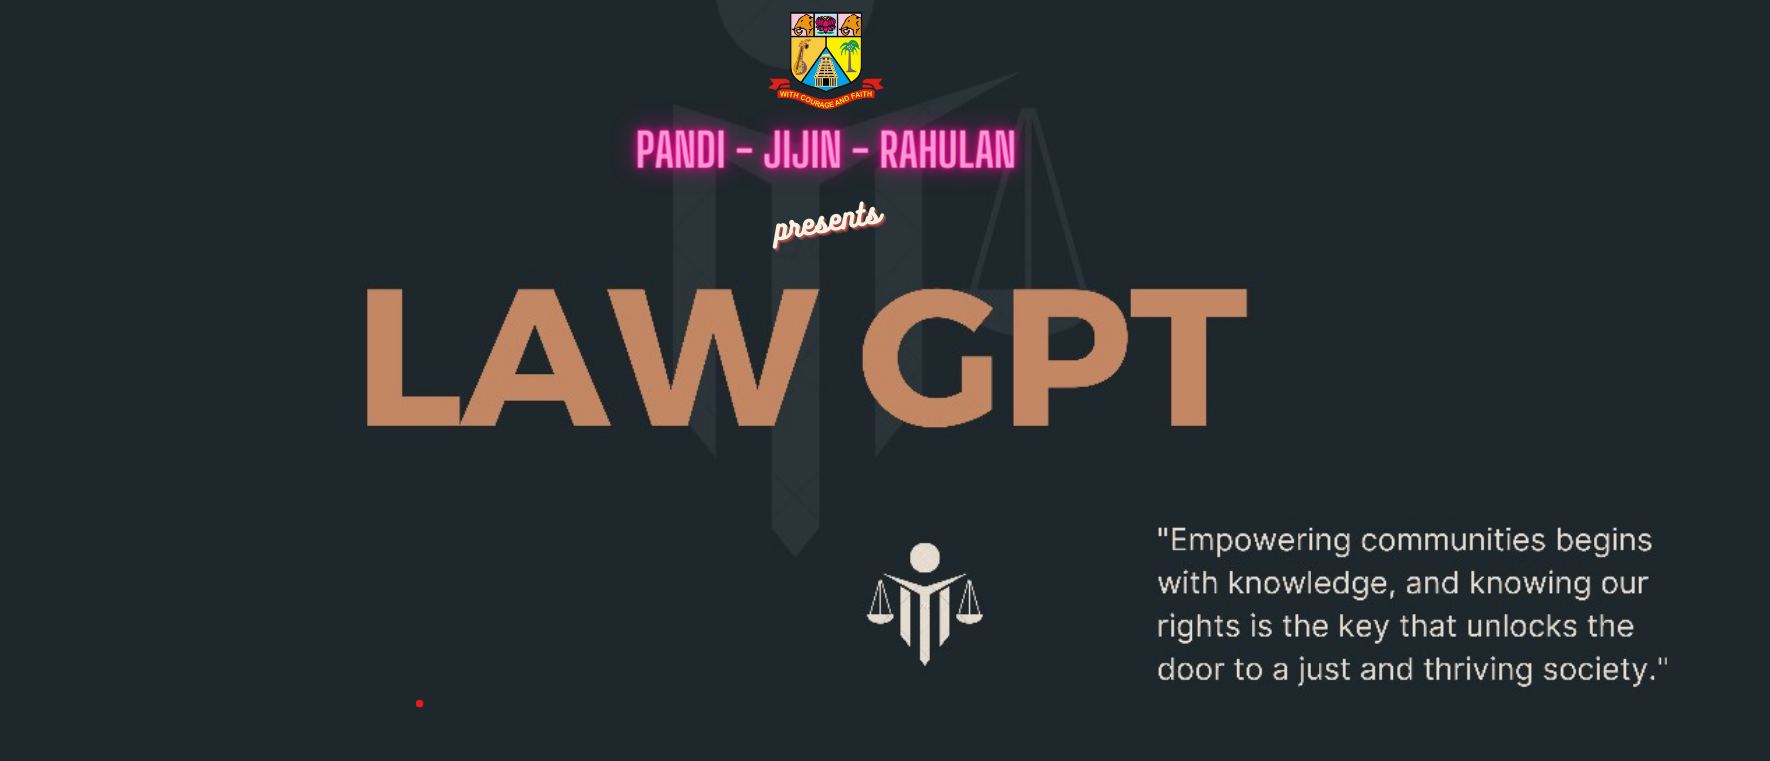 WITH COURAGE AND FAITH
PANDI - JIJIN - RAHULAN
presents
LAW GPT
"Empowering communities begins
with knowledge, and knowing our
rights is the key that unlocks the
door to a just and thriving society."